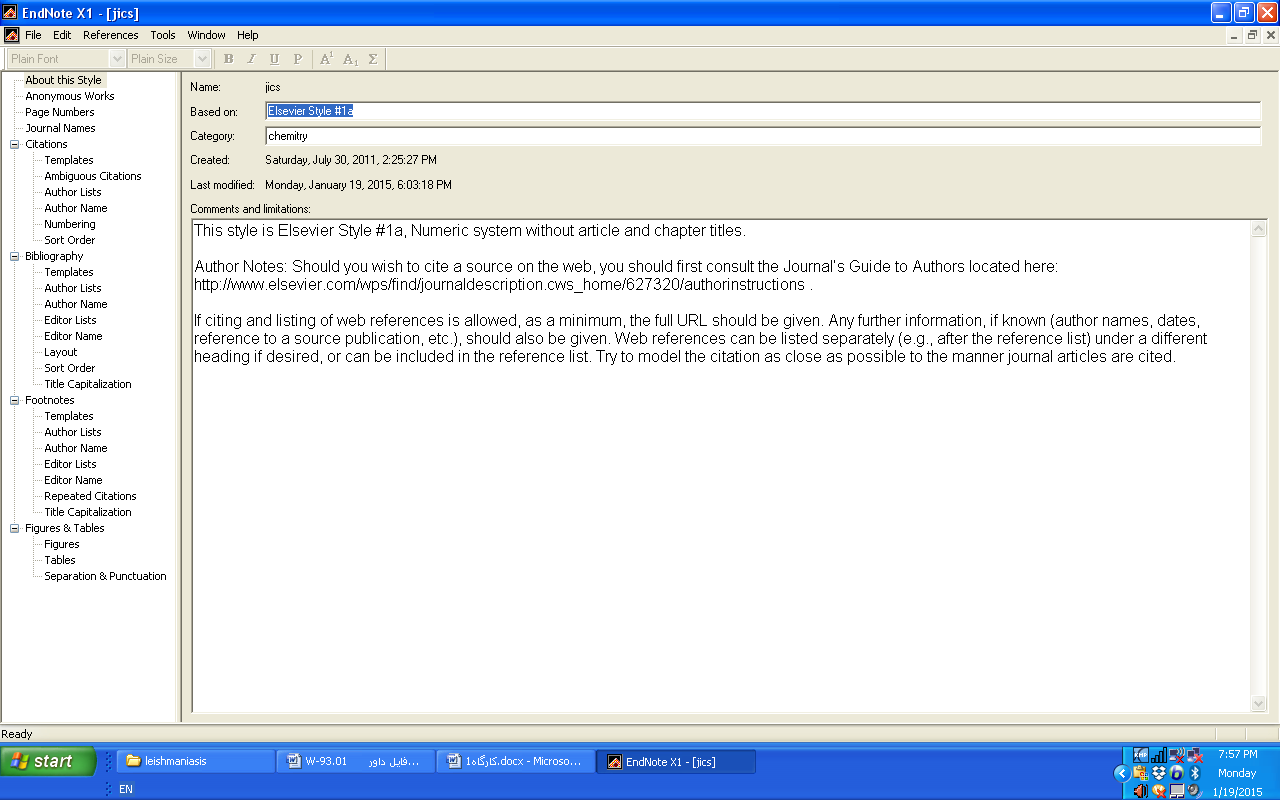 EndNote X1 - [jics]
File Edit References Tools Window Help
Plain Font Plain Size B I U P A1 A1 Σ
About this Style
Anonymous Works
Page Numbers
Journal Names
Citations
Templates
Ambiguous Citations
Author Lists
Author Name
Numbering
Sort Order
Bibliography
Templates
Author Lists
Author Name
Editor Lists
Editor Name
Layout
Sort Order
Title Capitalization
Footnotes
Templates
Author Lists
Author Name
Editor Lists
Editor Name
Repeated Citations
Title Capitalization
Figures & Tables
Figures
Tables
Separation & Punctuation
Name: jics
Based on: Elsevier Style #1a
Category: chemitry
Created: Saturday, July 30, 2011, 2:25:27 PM
Last modified: Monday, January 19, 2015, 6:03:18 PM
Comments and limitations:
This style is Elsevier Style #1a, Numeric system without article and chapter titles.
Author Notes: Should you wish to cite a source on the web, you should first consult the Journal's Guide to Authors located here:
http://www.elsevier.com/wps/find/journaldescription.cws_home/627320/authorinstructions .
If citing and listing of web references is allowed, as a minimum, the full URL should be given. Any further information, if known (author names, dates,
reference to a source publication, etc.), should also be given. Web references can be listed separately (e.g., after the reference list) under a different
heading if desired, or can be included in the reference list. Try to model the citation as close as possible to the manner journal articles are cited.
Ready
start
leishmaniasis
W-93.01 فایل داور...
کارگاه1.docx - Microso...
EndNote X1 - [jics]
EN
7:57 PM
Monday
1/19/2015